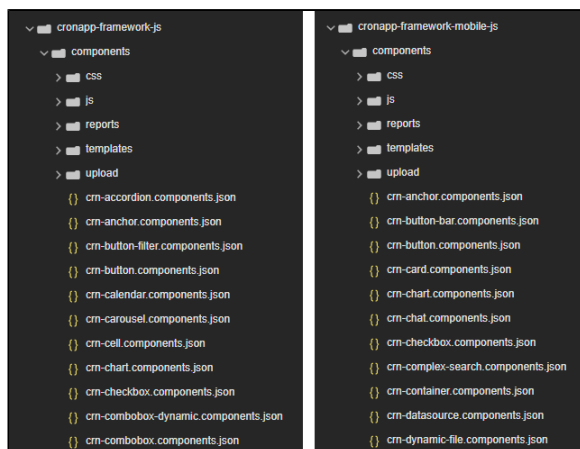 cronapp-framework-js
components
css
js
reports
templates
upload
{} crn-accordion.components.json
{} crn-anchor.components.json
{} crn-button-filter.components.json
{} crn-button.components.json
{} crn-calendar.components.json
{} crn-carousel.components.json
{} crn-cell.components.json
{} crn-chart.components.json
{} crn-checkbox.components.json
{} crn-combobox-dynamic.components.json
{} crn-combobox.components.json
cronapp-framework-mobile-js
components
css
js
reports
templates
upload
{} crn-anchor.components.json
{} crn-button-bar.components.json
{} crn-button.components.json
{} crn-card.components.json
{} crn-chart.components.json
{} crn-chat.components.json
{} crn-checkbox.components.json
{} crn-complex-search.components.json
{} crn-container.components.json
{} crn-datasource.components.json
{} crn-dynamic-file.components.json